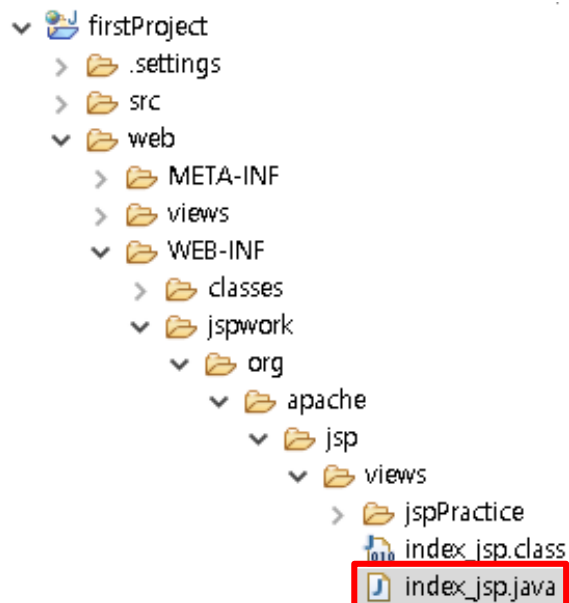 firstProject
.settings
src
web
META-INF
views
WEB-INF
classes
jspwork
org
apache
jsp
views
jspPractice
index_jsp.class
index_jsp.java